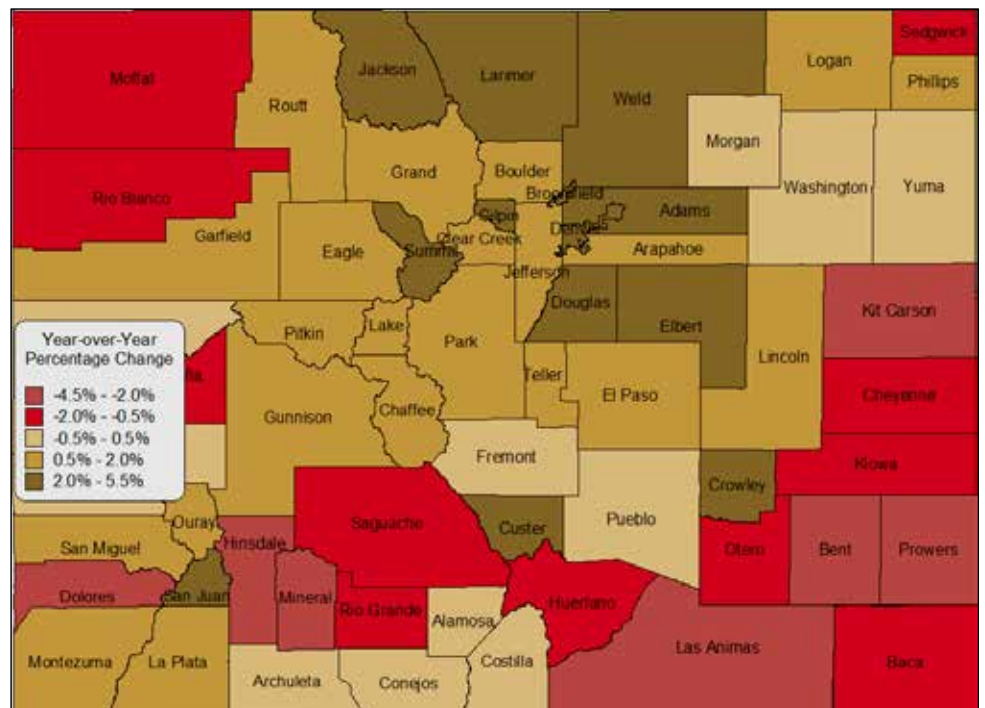 Sedgwick
Moffat
Jackson
Larimer
Logan
Phillips
Routt
Weld
Morgan
Grand
Boulder
Washington
Yuma
Rio Blanco
Broomfield
Gilpin
Adams
Garfield
Clear Creek
Eagle
Summit
Arapahoe
Jefferson
Douglas
Kit Carson
Elbert
Pitkin
Lake
Park
Lincoln
Year-over-Year
Percentage Change
-4.5% - -2.0%
-2.0% - -0.5%
-0.5% - 0.5%
0.5% - 2.0%
2.0% - 5.5%
Teller
El Paso
Cheyenne
Gunnison
Chaffee
Fremont
Kiowa
Crowley
Ouray
Saguache
Custer
Pueblo
San Miguel
Hinsdale
Otero
Bent
Prowers
Dolores
San Juan
Mineral
Rio Grande
Huerfano
Alamosa
Las Animas
Montezuma
La Plata
Costilla
Baca
Archuleta
Conejos